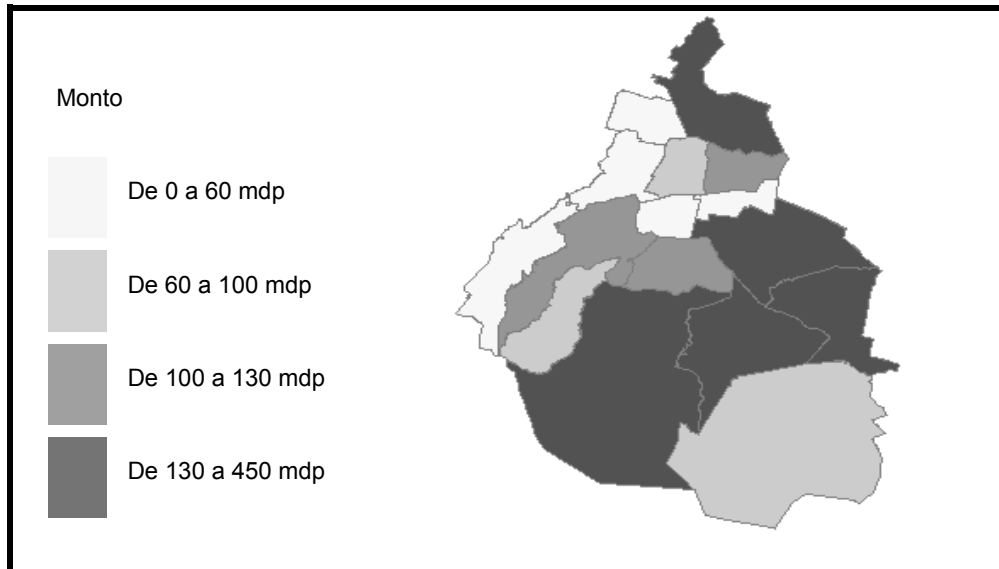 Monto
De 0 a 60 mdp
De 60 a 100 mdp
De 100 a 130 mdp
De 130 a 450 mdp